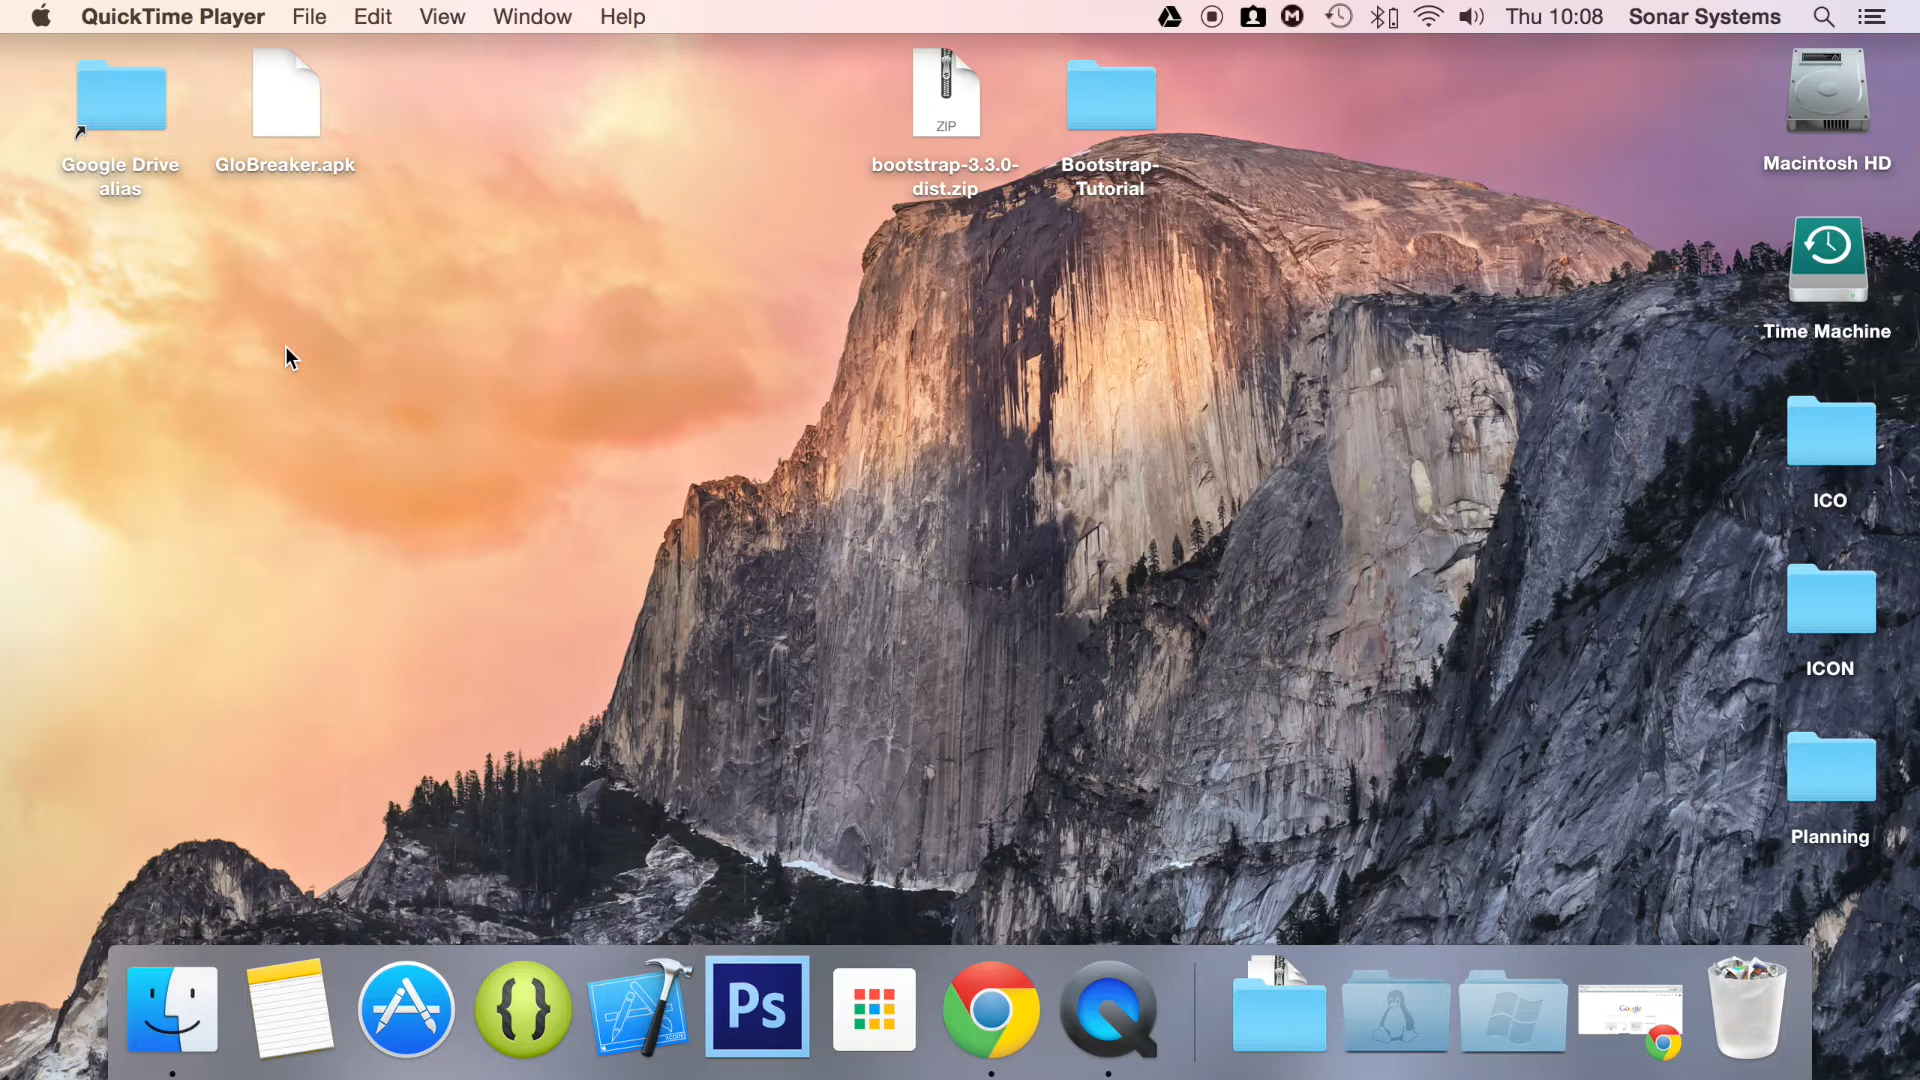 QuickTime Player File Edit View Window Help Thu 10:08 Sonar Systems
Google Drive
alias
GloBreaker.apk
ZIP
bootstrap-3.3.0-
dist.zip
Bootstrap-
Tutorial
Macintosh HD
Time Machine
ICO
ICON
Planning
Ps
Google